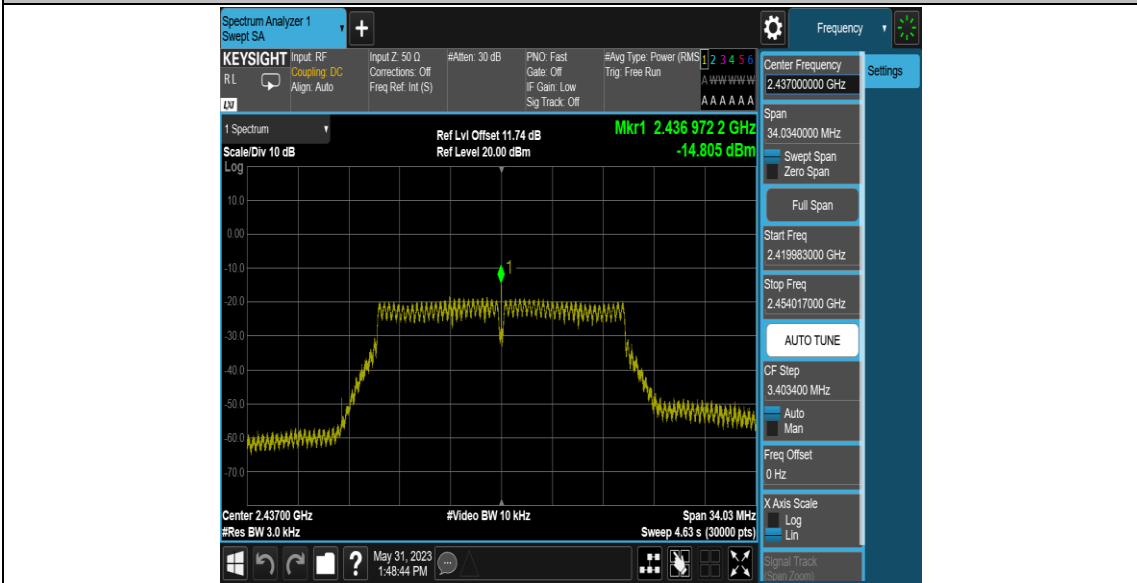 Spectrum Analyzer 1
Swept SA
+
Frequency
KEYSIGHT
R L
LXI
Input: RF
Coupling: DC
Align: Auto
Input Z: 50 Ω
Corrections: Off
Freq Ref: Int (S)
#Atten: 30 dB
PNO: Fast
Gate: Off
IF Gain: Low
Sig Track: Off
#Avg Type: Power (RMS
Trig: Free Run
1 2 3 4 5 6
A W W W W W
A A A A A A
1 Spectrum
Scale/Div 10 dB
Log
Ref Lvl Offset 11.74 dB
Ref Level 20.00 dBm
Mkr1 2.436 972 2 GHz
-14.805 dBm
10.0
0.00
-10.0
-20.0
-30.0
-40.0
-50.0
-60.0
-70.0
1
Center 2.43700 GHz
#Res BW 3.0 kHz
#Video BW 10 kHz
Span 34.03 MHz
Sweep 4.63 s (30000 pts)
Center Frequency
2.437000000 GHz
Settings
Span
34.0340000 MHz
Swept Span
Zero Span
Full Span
Start Freq
2.419983000 GHz
Stop Freq
2.454017000 GHz
AUTO TUNE
CF Step
3.403400 MHz
Auto
Man
Freq Offset
0 Hz
X Axis Scale
Log
Lin
Signal Track
(Span Zoom)
?
May 31, 2023
1:48:44 PM